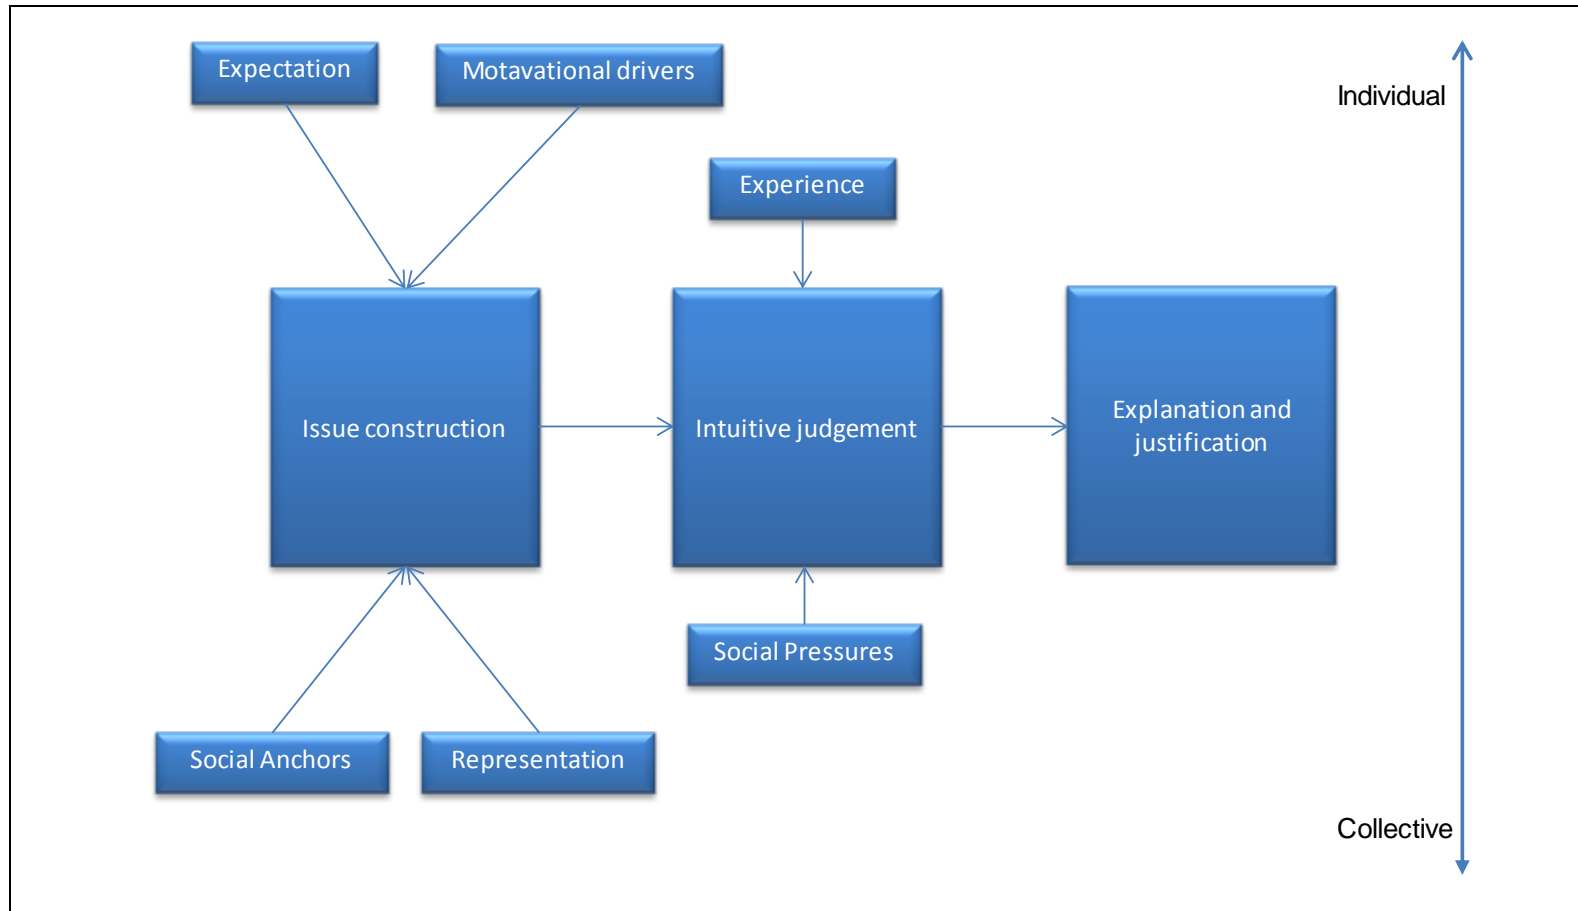 Expectation
Motavational drivers
Individual
Experience
Issue construction
Intuitive judgement
Explanation and
justification
Social Pressures
Social Anchors
Representation
Collective